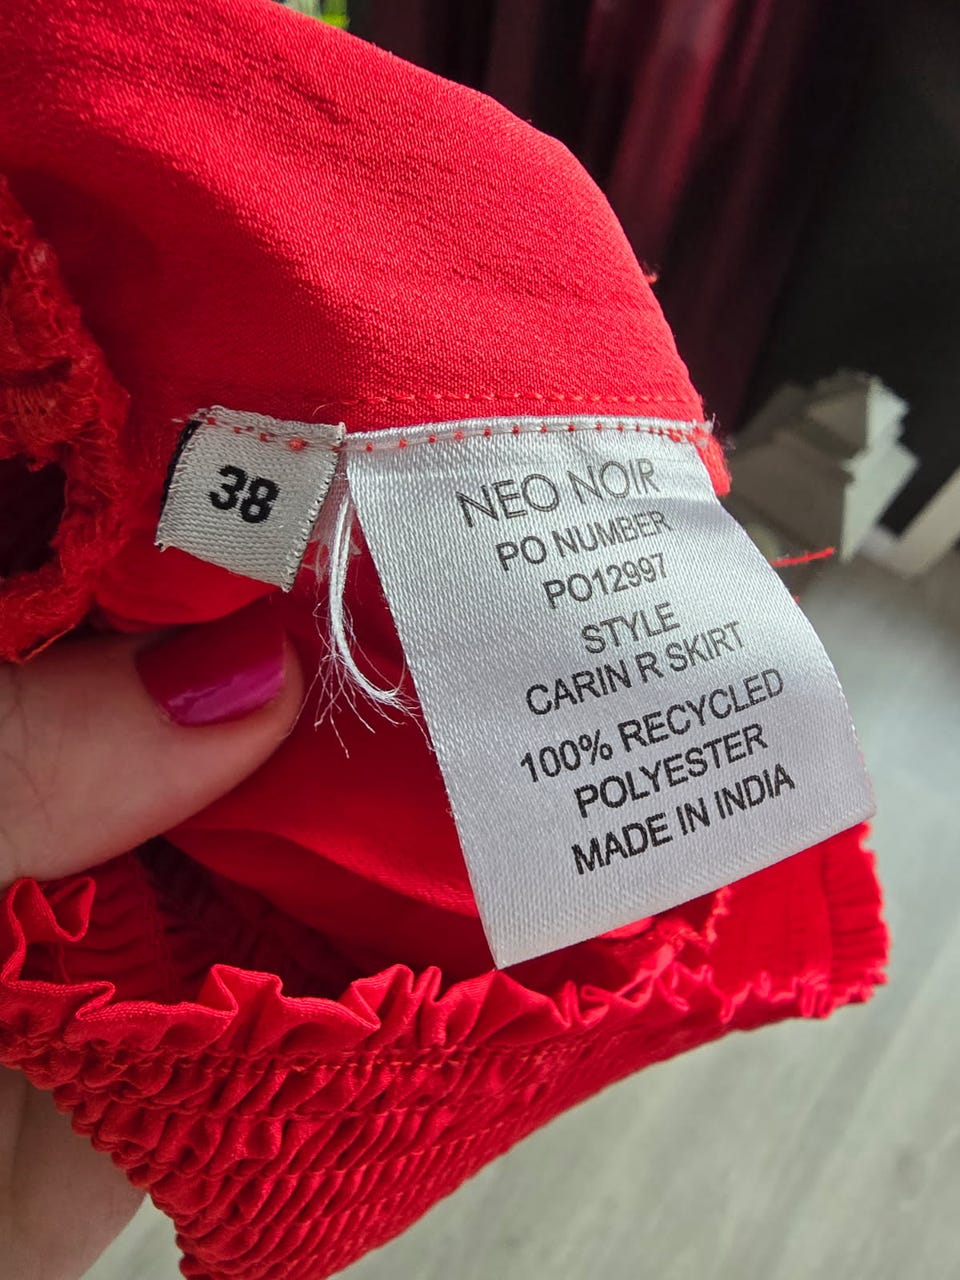 38
NEO NOIR
PO NUMBER
PO12997
STYLE
CARIN R SKIRT
100% RECYCLED
POLYESTER
MADE IN INDIA